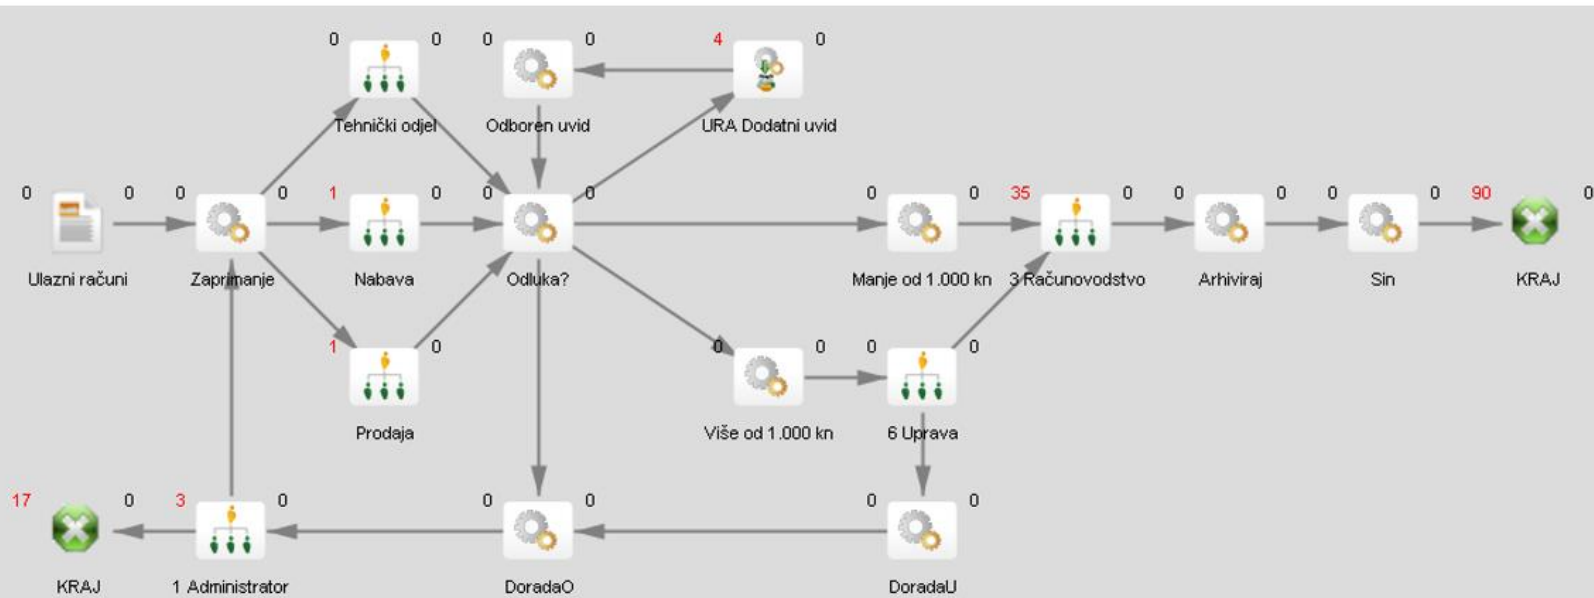 0 0 0 0 4 0
Tehnički odjel Odboren uvid URA Dodatni uvid
0 0 0 0 1 0 0 0 0 0 35 0 0 0 0 0 90 0
Ulazni računi Zaprimanje Nabava Odluka? Manje od 1.000 kn 3 Računovodstvo Arhiviraj Sin KRAJ
1 0 0 0 0 0
Prodaja Više od 1.000 kn 6 Uprava
17 0 3 0 0 0 0 0
KRAJ 1 Administrator DoradaO DoradaU